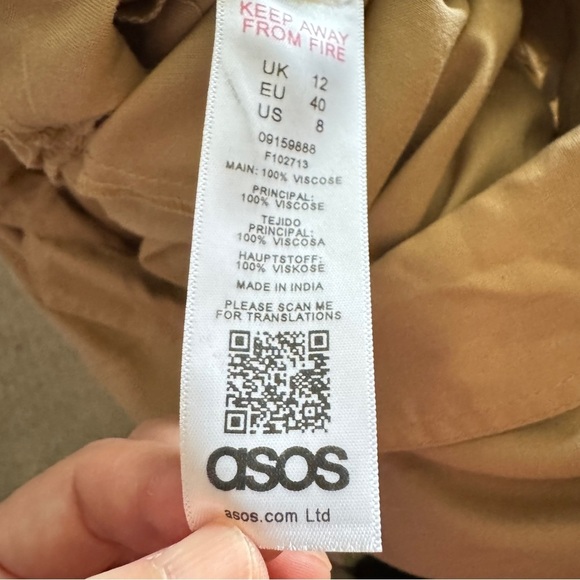 KEEP AWAY
FROM FIRE
UK 12
EU 40
US 8
09159888
F102713
MAIN: 100% VISCOSE
PRINCIPAL:
100% VISCOSE
TEJIDO
PRINCIPAL:
100% VISCOSA
HAUPTSTOFF:
100% VISKOSE
MADE IN INDIA
PLEASE SCAN ME
FOR TRANSLATIONS
asos
asos.com Ltd